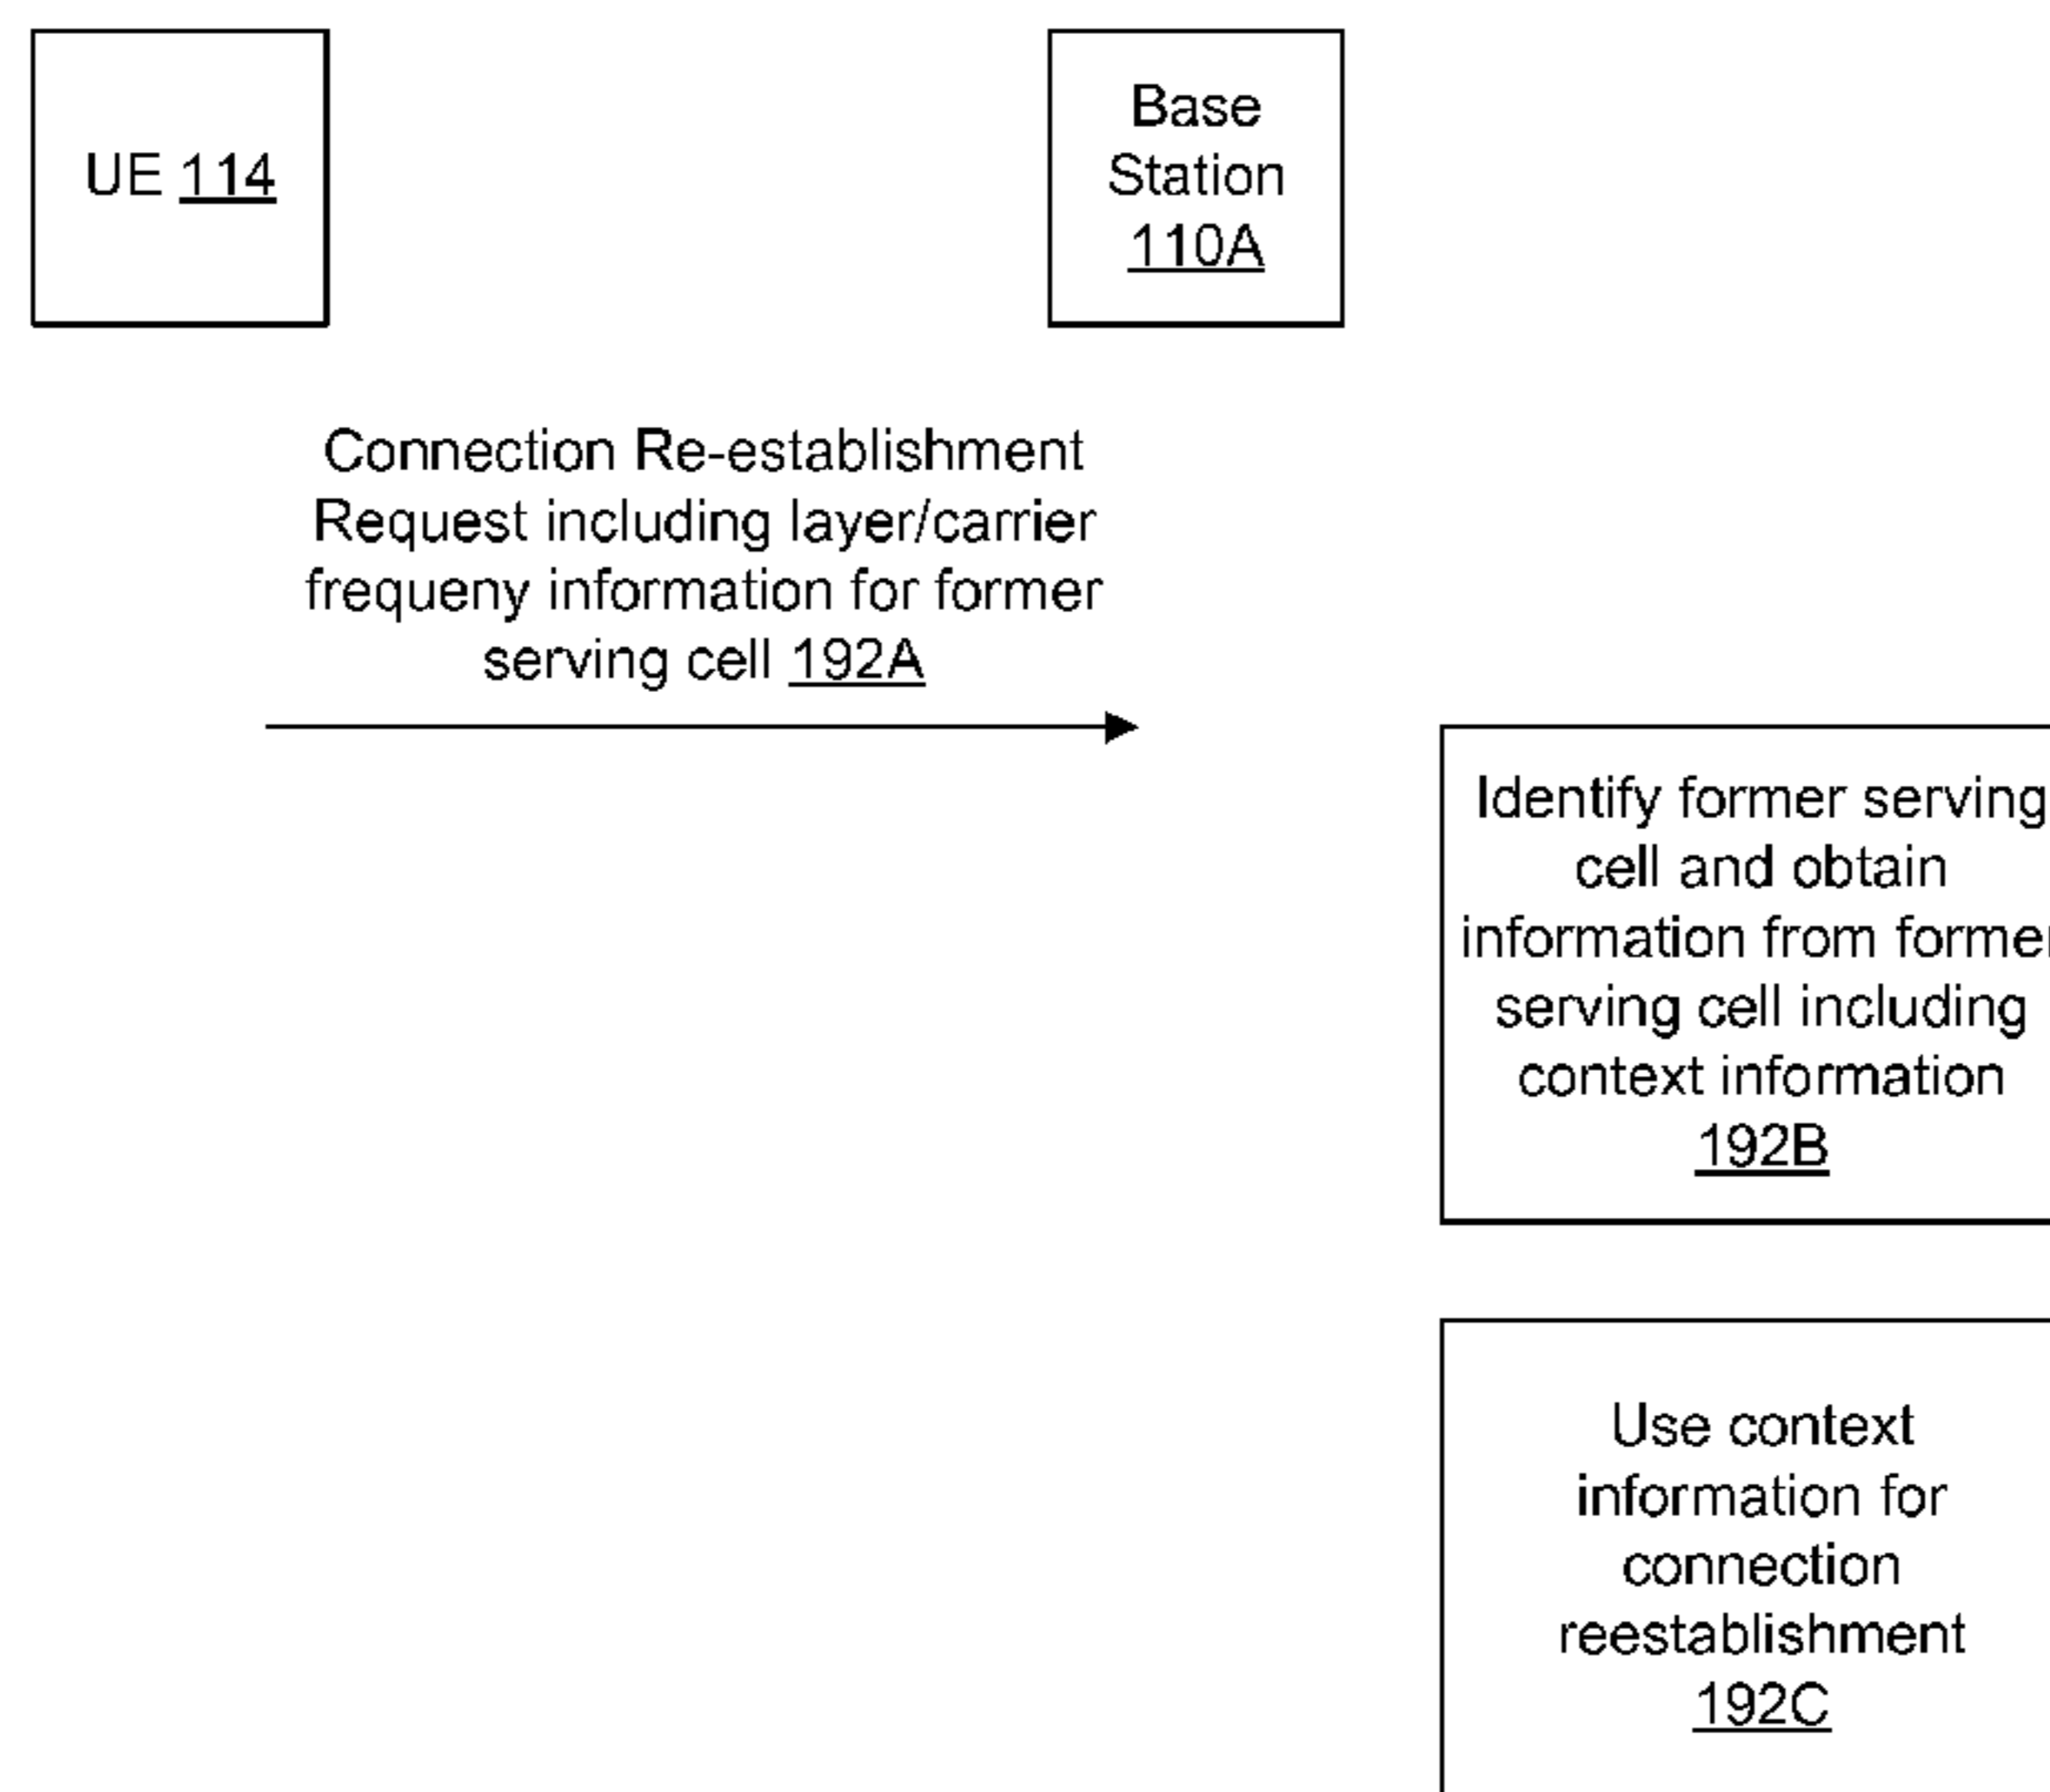 UE 114
Base
Station
110A
Connection Re-establishment
Request including layer/carrier
frequeny information for former
serving cell 192A
Identify former serving
cell and obtain
information from former
serving cell including
context information
192B
Use context
information for
connection
reestablishment
192C